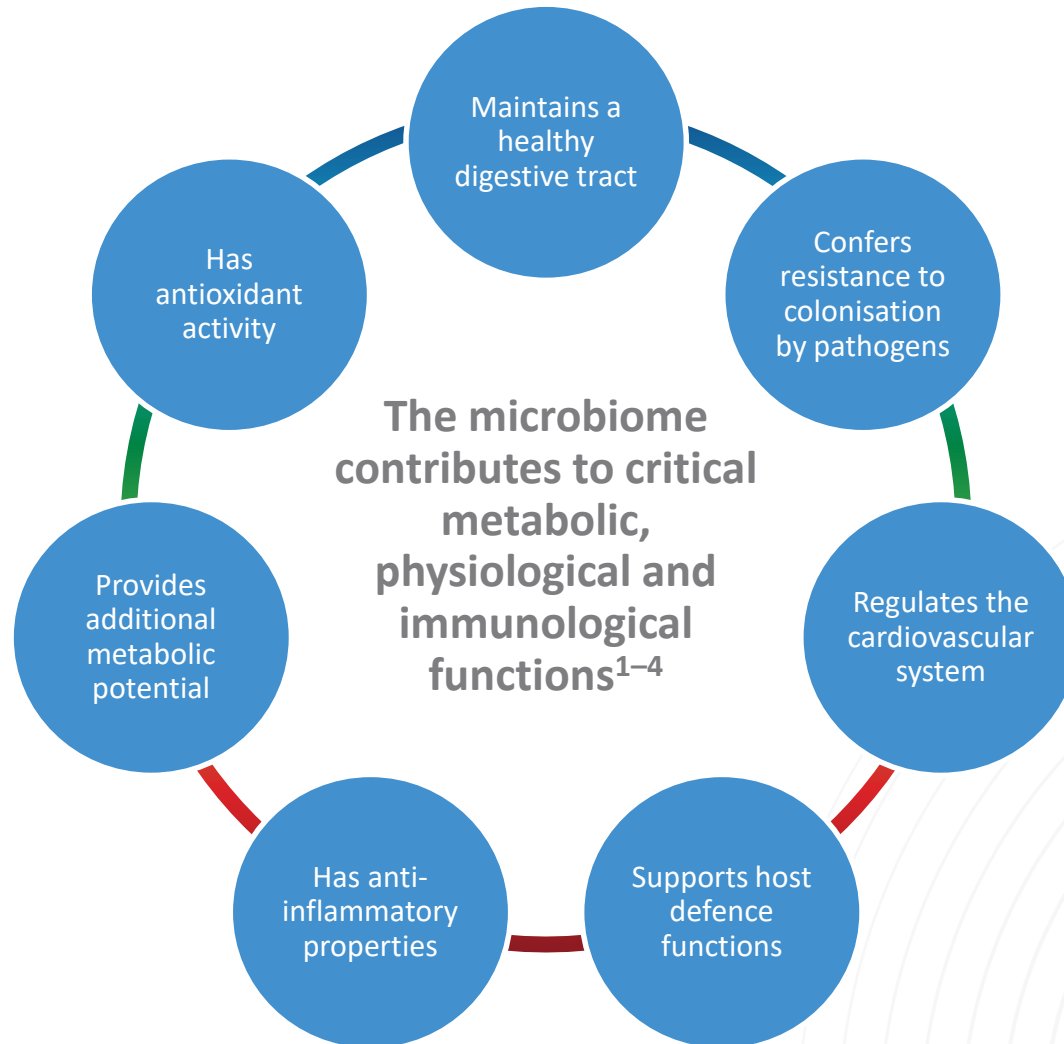 Maintains a
healthy
digestive tract
Confers
resistance to
colonisation
by pathogens
Regulates the
cardiovascular
system
Supports host
defence
functions
Has anti-
inflammatory
properties
Provides
additional
metabolic
potential
Has
antioxidant
activity
The microbiome
contributes to critical
metabolic,
physiological and
immunological
functions¹⁻⁴